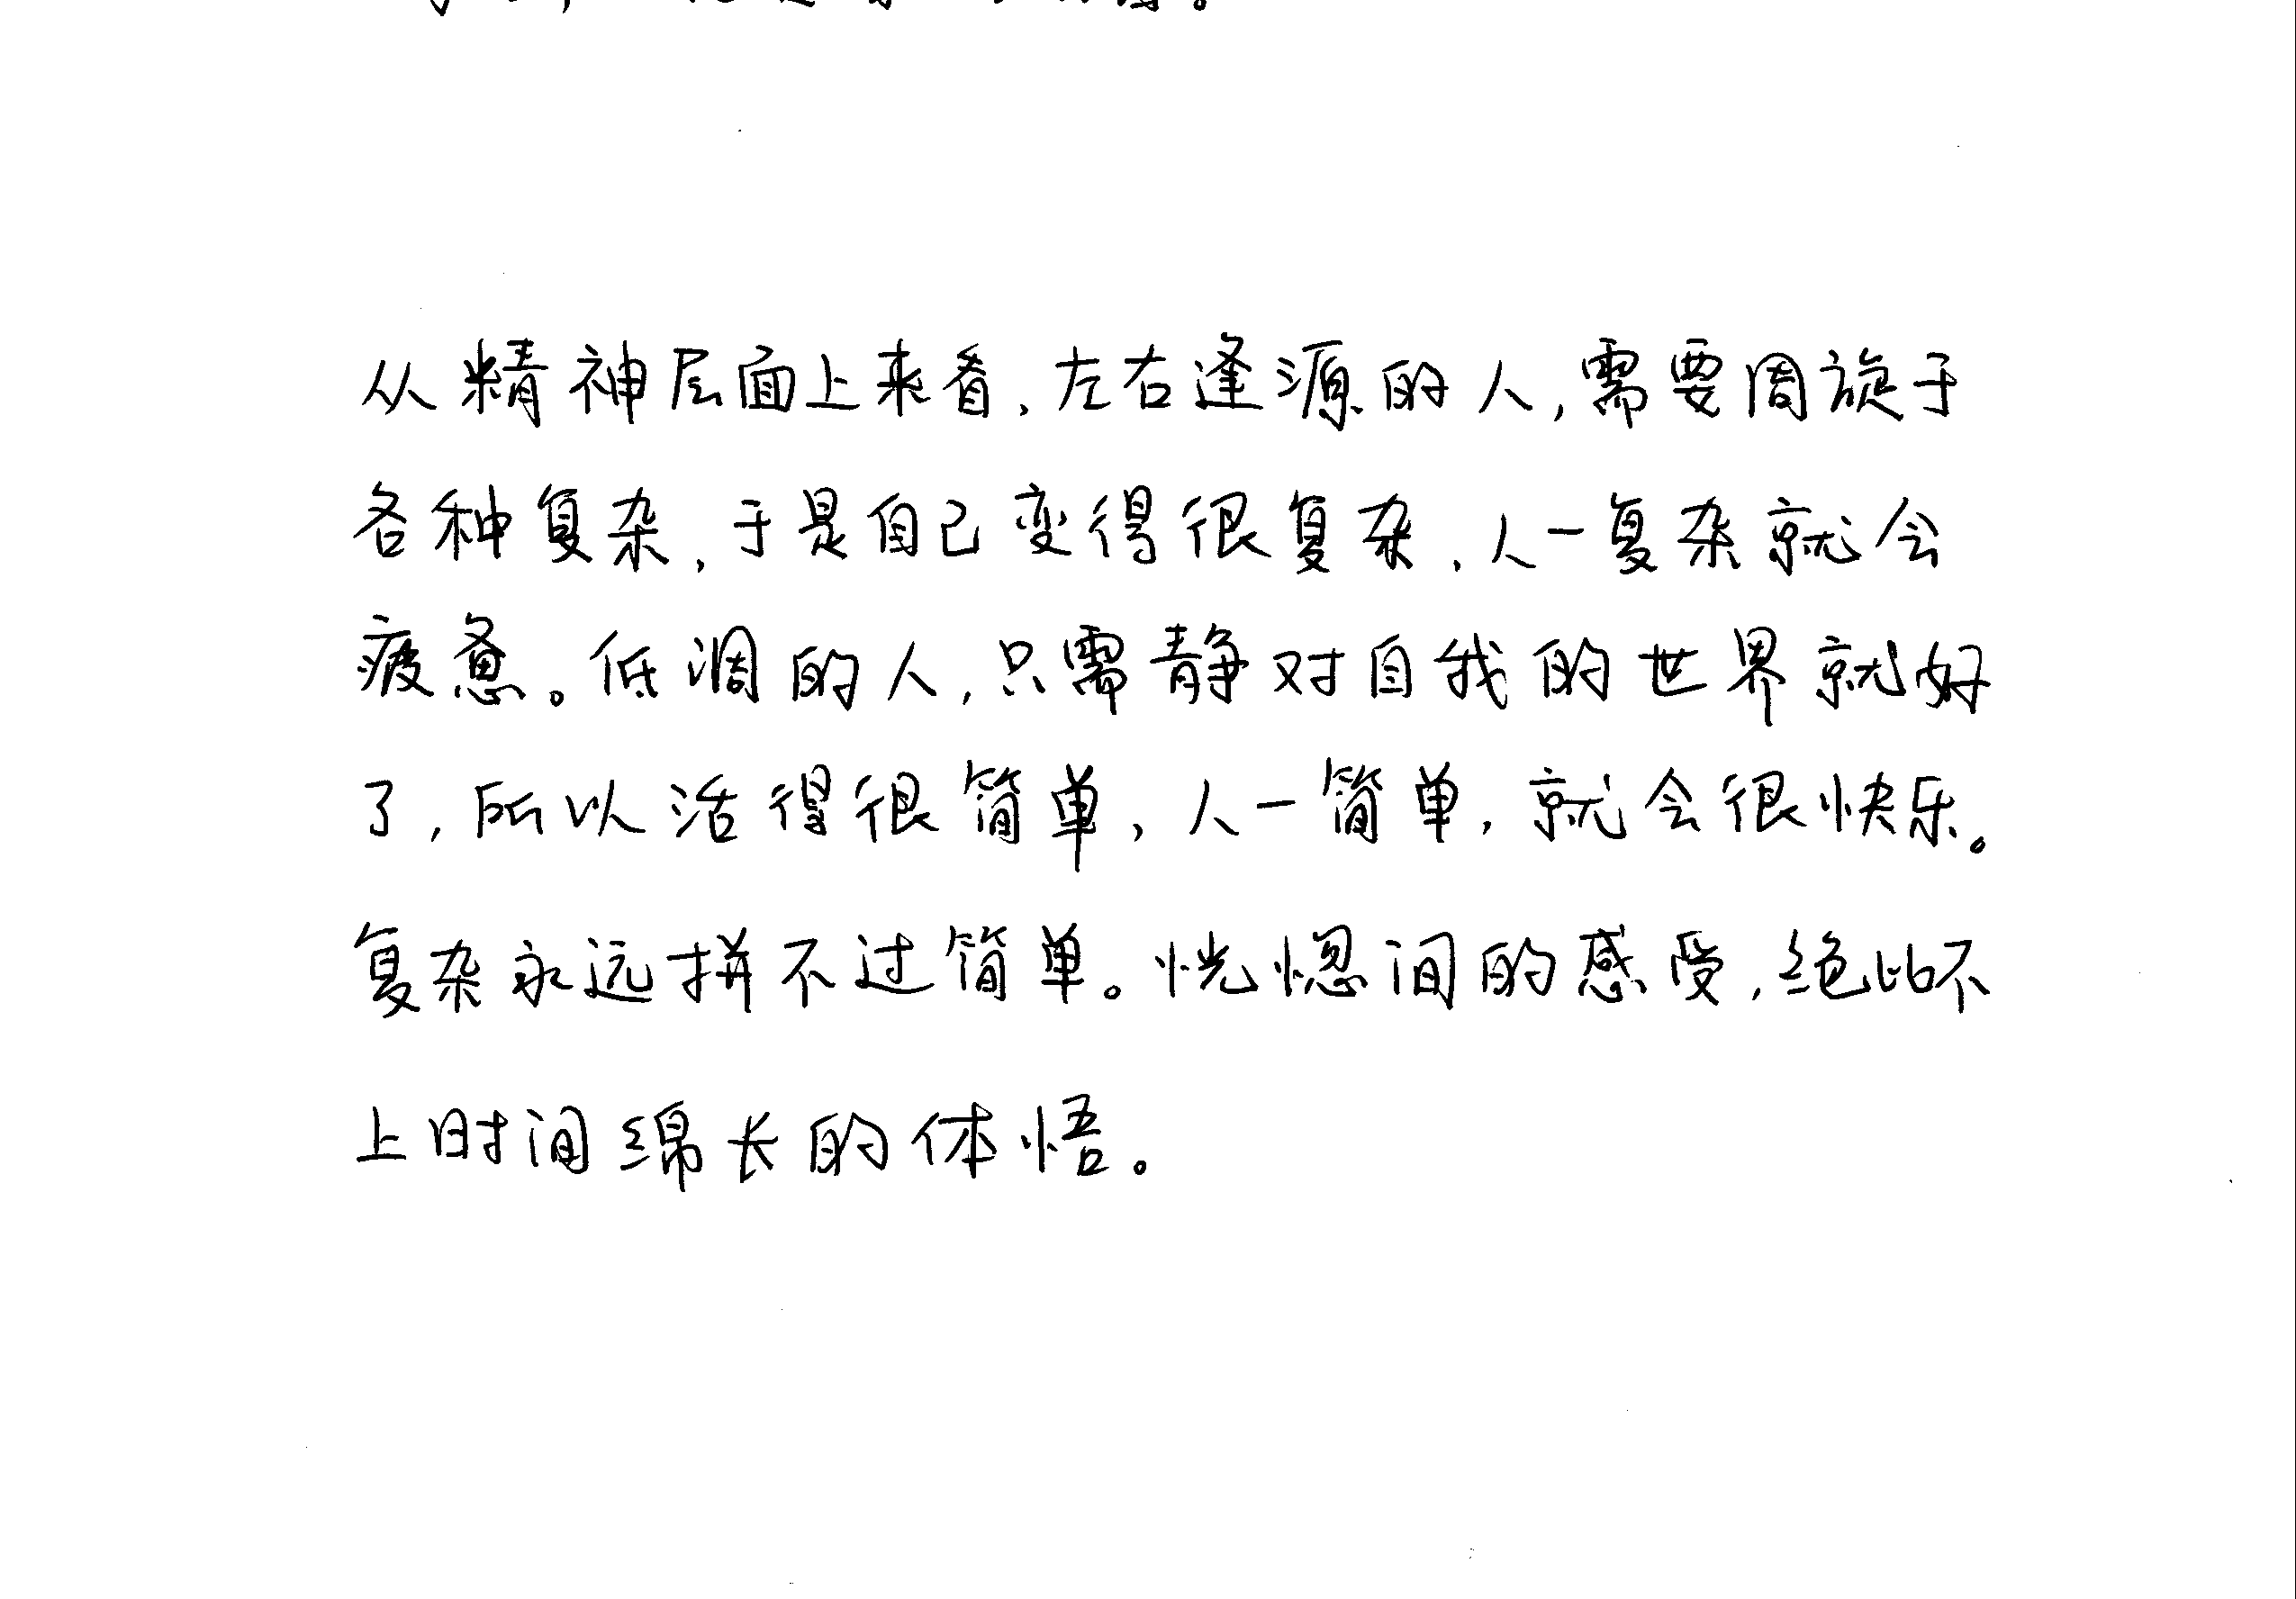 从精神层面上来看，左右逢源的人，需要周旋于
各种复杂，于是自己变得很复杂，人一复杂就会
疲惫。低调的人，只需静对自我的世界就好
了，所以活得很简单，人一简单，就会很快乐。
复杂永远拼不过简单。恍惚间的感受，绝比不
上时间绵长的体悟。